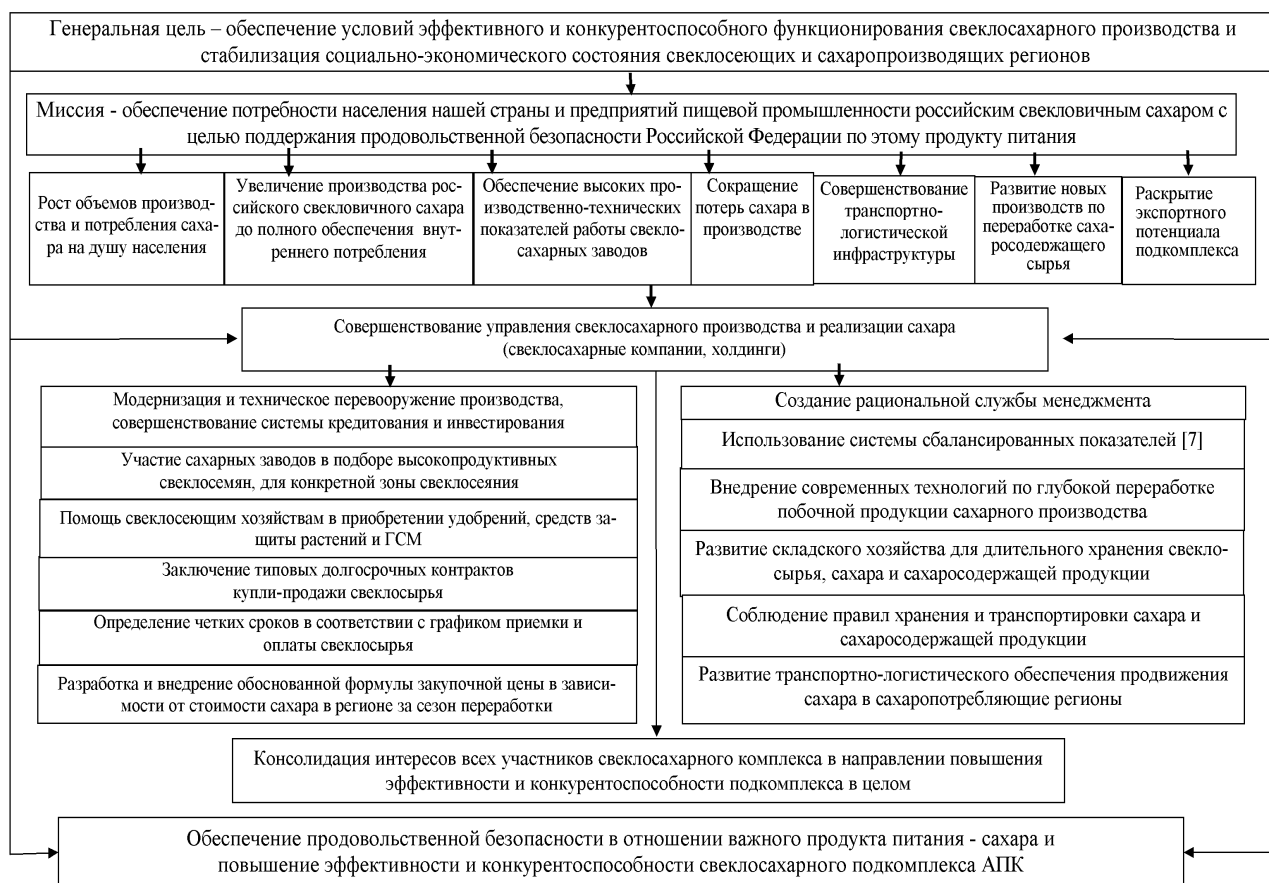 Генеральная цель – обеспечение условий эффективного и конкурентоспособного функционирования свеклосахарного производства и
стабилизация социально-экономического состояния свеклосеющих и сахаропроизводящих регионов
Миссия - обеспечение потребности населения нашей страны и предприятий пищевой промышленности российским свекловичным сахаром с
целью поддержания продовольственной безопасности Российской Федерации по этому продукту питания
Рост объемов производ-
ства и потребления саха-
ра на душу населения
Увеличение производства рос-
сийского свекловичного сахара
до полного обеспечения внут-
реннего потребления
Обеспечение высоких про-
изводственно-технических
показателей работы свекло-
сахарных заводов
Сокращение
потерь сахара в
производстве
Совершенствование
транспортно-
логистической
инфраструктуры
Развитие новых
производств по
переработке саха-
росодержащего
сырья
Раскрытие
экспортного
потенциала
подкомплекса
Совершенствование управления свеклосахарного производства и реализации сахара
(свеклосахарные компании, холдинги)
Модернизация и техническое перевооружение производства,
совершенствование системы кредитования и инвестирования
Участие сахарных заводов в подборе высокопродуктивных
свеклосемян, для конкретной зоны свеклосеяния
Помощь свеклосеющим хозяйствам в приобретении удобрений, средств за-
щиты растений и ГСМ
Заключение типовых долгосрочных контрактов
купли-продажи свеклосырья
Определение четких сроков в соответствии с графиком приемки и
оплаты свеклосырья
Разработка и внедрение обоснованной формулы закупочной цены в зависи-
мости от стоимости сахара в регионе за сезон переработки
Создание рациональной службы менеджмента
Использование системы сбалансированных показателей [7]
Внедрение современных технологий по глубокой переработке
побочной продукции сахарного производства
Развитие складского хозяйства для длительного хранения свекло-
сырья, сахара и сахаросодержащей продукции
Соблюдение правил хранения и транспортировки сахара и
сахаросодержащей продукции
Развитие транспортно-логистического обеспечения продвижения
сахара в сахаропотребляющие регионы
Консолидация интересов всех участников свеклосахарного комплекса в направлении повышения
эффективности и конкурентоспособности подкомплекса в целом
Обеспечение продовольственной безопасности в отношении важного продукта питания - сахара и
повышение эффективности и конкурентоспособности свеклосахарного подкомплекса АПК